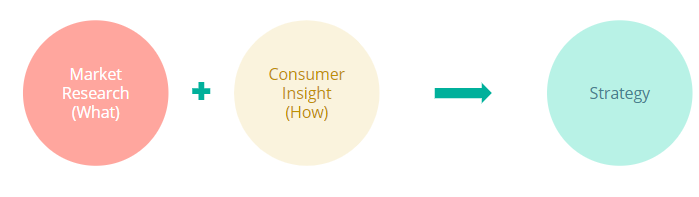 Market
Research
(What)
Consumer
Insight
(How)
Strategy